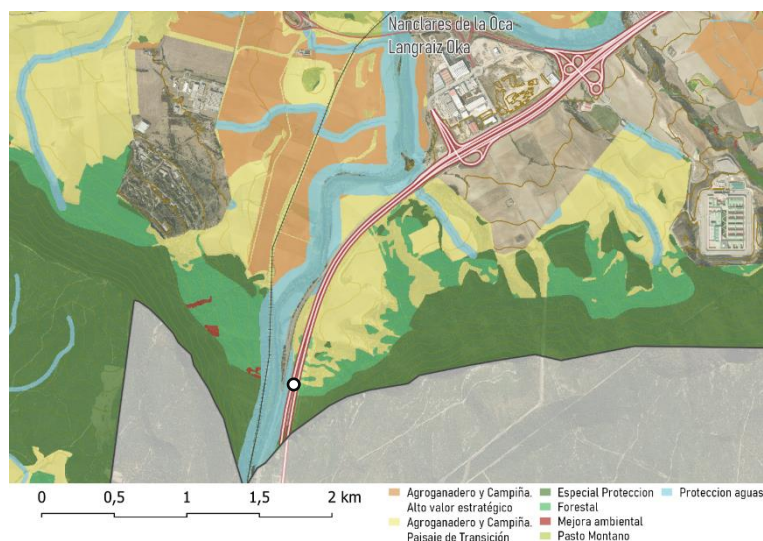 Nanclares de la Oca
Langraiz Oka
0 0,5 1 1,5 2 km
Agroganadero y Campiña.
Alto valor estratégico
Agroganadero y Campiña.
Paisaje de Transición
Especial Proteccion
Forestal
Mejora ambiental
Pasto Montano
Proteccion aguas